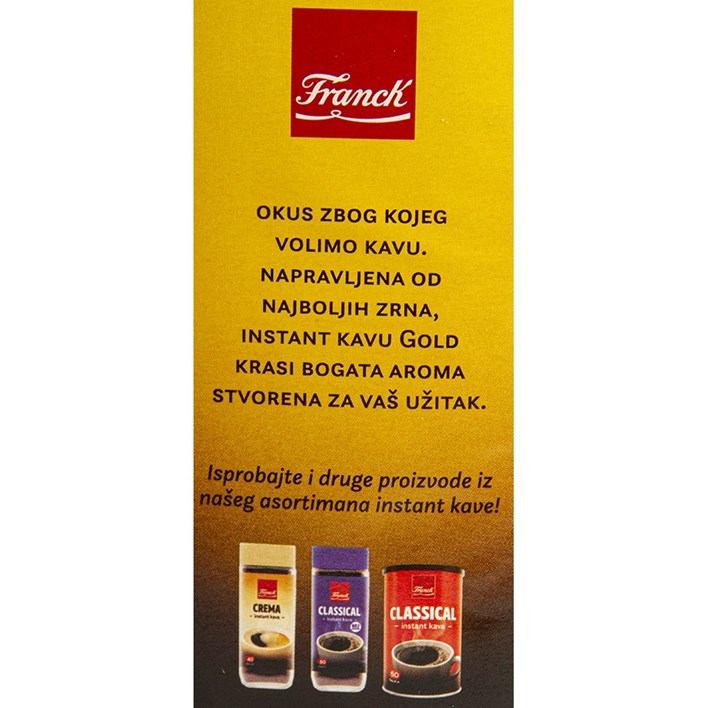 Franck
OKUS ZBOG KOJEG
VOLIMO KAVU.
NAPRAVLJENA OD
NAJBOLJIH ZRNA,
INSTANT KAVU GOLD
KRASI BOGATA AROMA
STVORENA ZA VAŠ UŽITAK.
Isprobajte i druge proizvode iz
našeg asortimana instant kave!
Franck
CREMA
instant kava
Franck
CLASSICAL
instant kava
Franck
CLASSICAL
instant kava
60